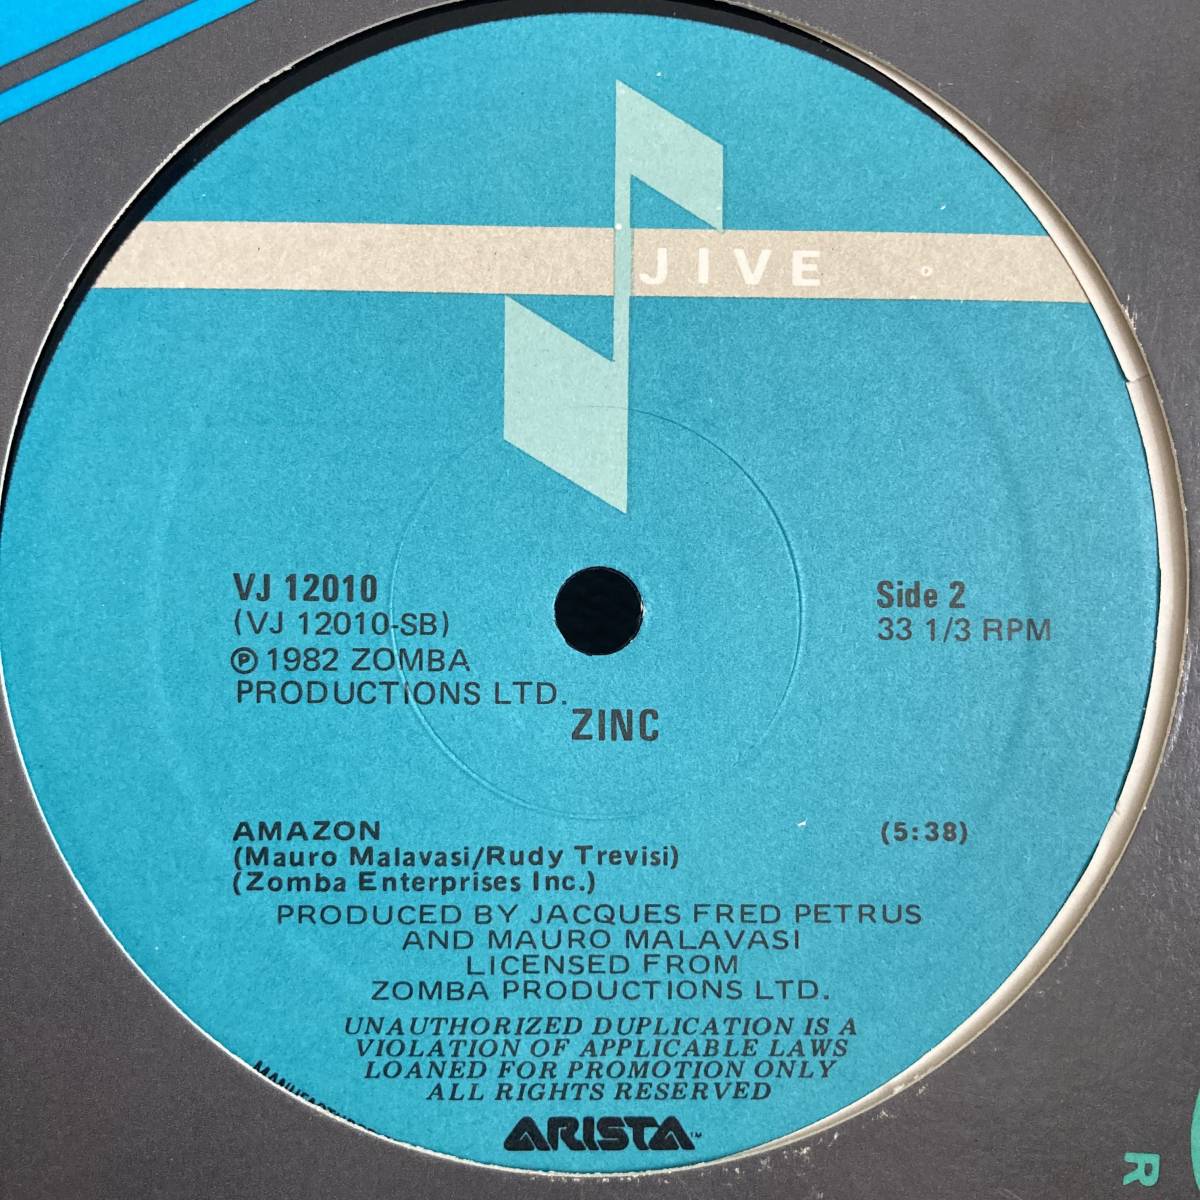 JIVE
VJ 12010
(VJ 12010-SB)
℗ 1982 ZOMBA
PRODUCTIONS LTD.
Side 2
33 1/3 RPM
ZINC
AMAZON (5:38)
(Mauro Malavasi/Rudy Trevisi)
(Zomba Enterprises Inc.)
PRODUCED BY JACQUES FRED PETRUS
AND MAURO MALAVASI
LICENSED FROM
ZOMBA PRODUCTIONS LTD.
UNAUTHORIZED DUPLICATION IS A
VIOLATION OF APPLICABLE LAWS
LOANED FOR PROMOTION ONLY
ALL RIGHTS RESERVED
ARISTA™
R